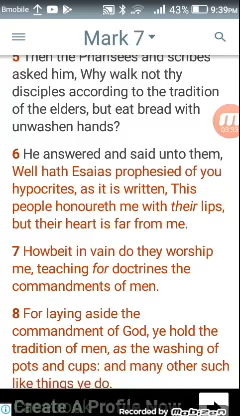 Bmobile 43% 9:39PM
Mark 7
5 Then the Pharisees and scribes
asked him, Why walk not thy
disciples according to the tradition
of the elders, but eat bread with
unwashen hands?
6 He answered and said unto them,
Well hath Esaias prophesied of you
hypocrites, as it is written, This
people honoureth me with their lips,
but their heart is far from me.
7 Howbeit in vain do they worship
me, teaching for doctrines the
commandments of men.
8 For laying aside the
commandment of God, ye hold the
tradition of men, as the washing of
pots and cups: and many other such
like things ye do.
Create A Profile Now
Recorded by Mobizen